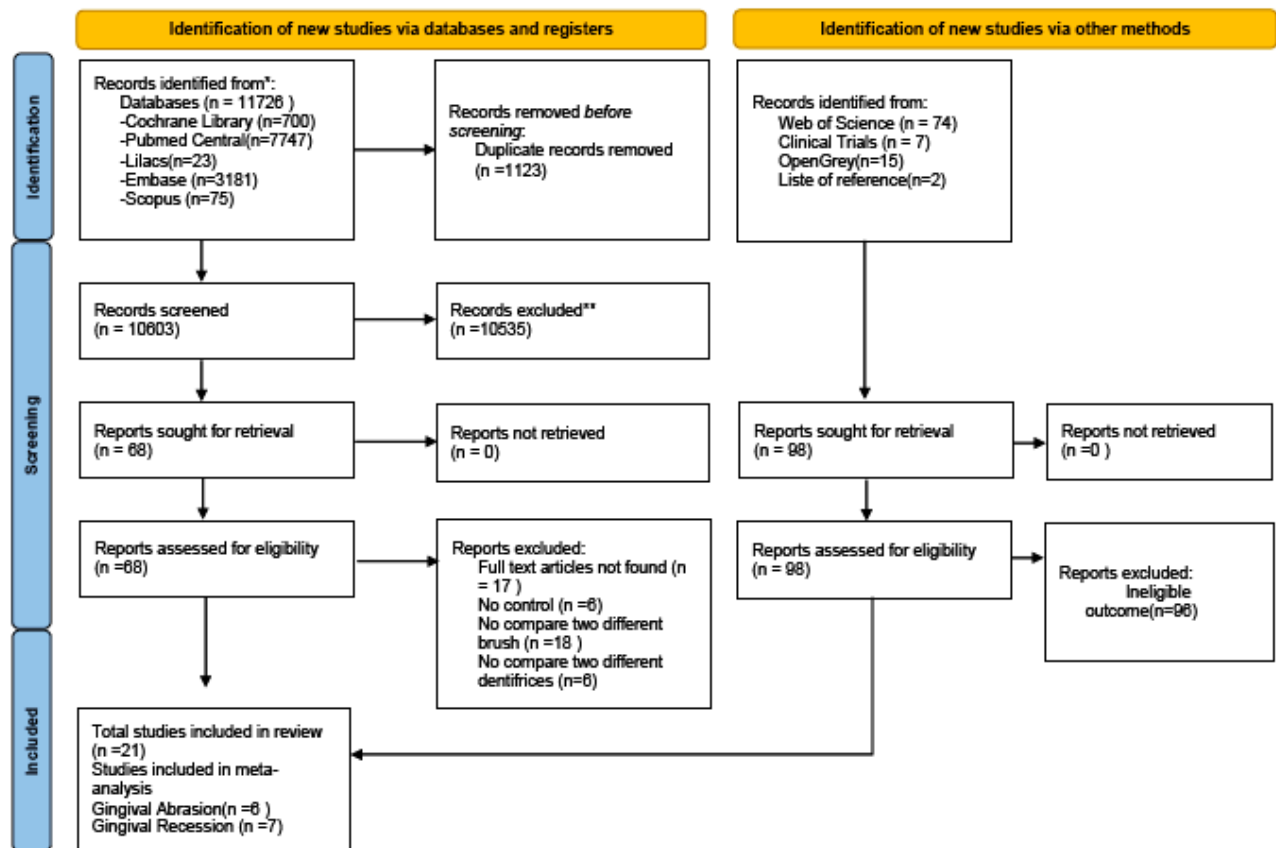 Identification of new studies via databases and registers
Identification of new studies via other methods
Identification
Records identified from*:
Databases (n = 11726 )
-Cochrane Library (n=700)
-Pubmed Central(n=7747)
-Lilacs(n=23)
-Embase (n=3181)
-Scopus (n=75)
Records removed before
screening:
Duplicate records removed
(n =1123)
Records identified from:
Web of Science (n = 74)
Clinical Trials (n = 7)
OpenGrey(n=15)
Liste of reference(n=2)
Screening
Records screened
(n = 10603)
Records excluded**
(n =10535)
Reports sought for retrieval
(n = 68)
Reports not retrieved
(n = 0)
Reports sought for retrieval
(n = 98)
Reports not retrieved
(n =0 )
Reports assessed for eligibility
(n =68)
Reports excluded:
Full text articles not found (n
= 17 )
No control (n =6)
No compare two different
brush (n =18 )
No compare two different
dentifrices (n=6)
Reports assessed for eligibility
(n = 98)
Reports excluded:
Ineligible
outcome(n=96)
Included
Total studies included in review
(n =21)
Studies included in meta-
analysis
Gingival Abrasion(n =6 )
Gingival Recession (n =7)